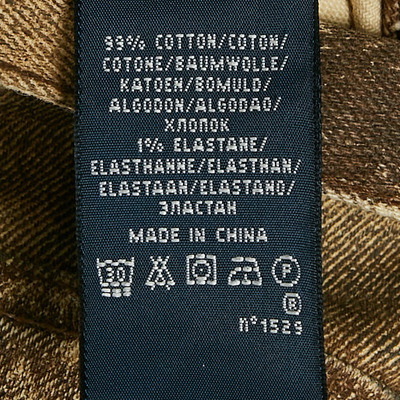 99% COTTON/COTON/
COTONE/BAUMWOLLE/
KATOEN/BOMULD/
ALGODON/ALGODAO/
ХЛОПОК
1% ELASTANE/
ELASTHANNE/ELASTHAN/
ELASTAAN/ELASTANO/
ЭЛАСТАН
MADE IN CHINA
30 P
R
n°1529